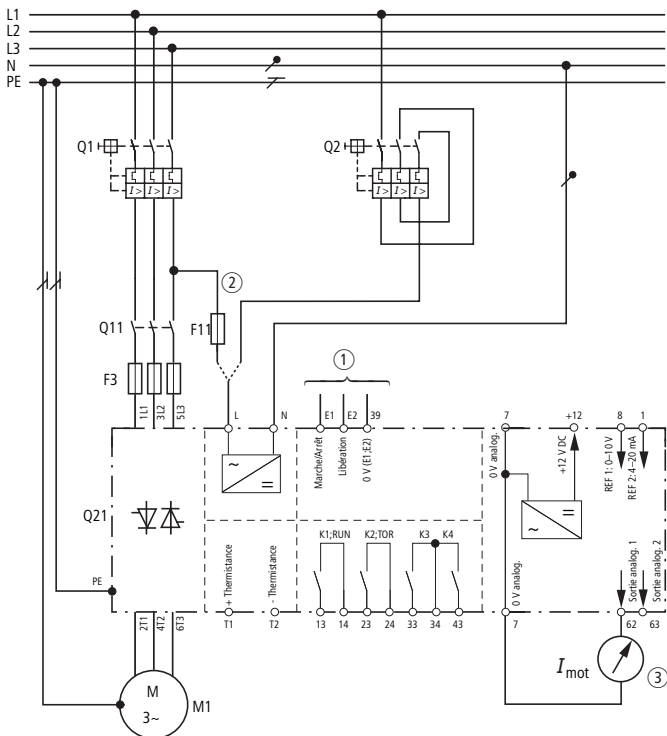 L1
L2
L3
N
PE
Q1
Q2
I> I> I>
I> I> I>
②
Q11
F11
①
F3
1L1
3L2
5L3
L
N
E1
E2
39
7
+12
8
1
Marche/Arrêt
Libération
0 V (E1;E2)
0 V analog.
+12 V DC
REF 1: 0–10 V
REF 2: 4–20 mA
~
=
=
~
Q21
K1;RUN
K2;TOR
K3
K4
PE
+ Thermistance
- Thermistance
0 V analog.
Sortie analog. 1
Sortie analog. 2
2T1
4T2
6T3
T1
T2
13
14
23
24
33
34
43
7
62
63
M
3~
M1
Imot
③